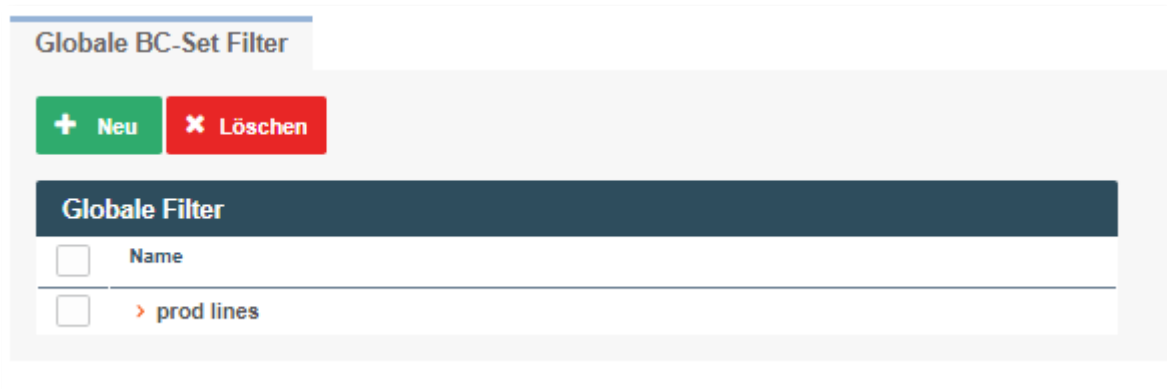 Globale BC-Set Filter
Neu
Löschen
Globale Filter
Name
prod lines